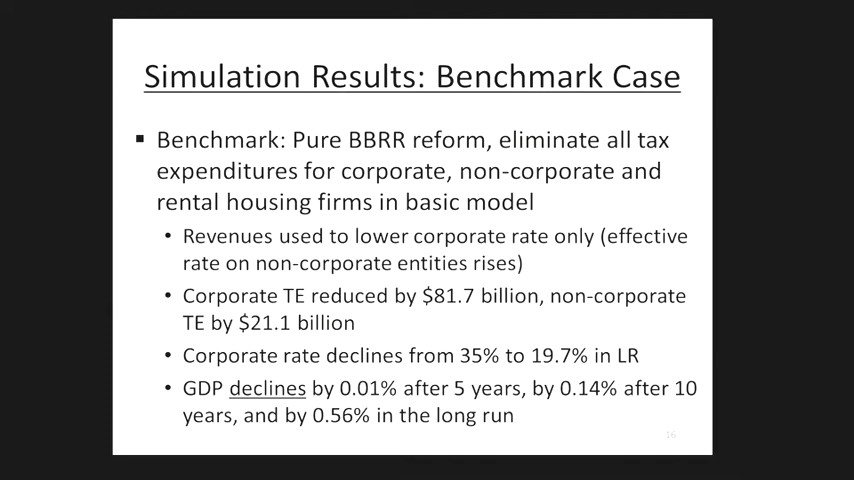 Simulation Results: Benchmark Case
▪ Benchmark: Pure BBRR reform, eliminate all tax
expenditures for corporate, non-corporate and
rental housing firms in basic model
• Revenues used to lower corporate rate only (effective
rate on non-corporate entities rises)
• Corporate TE reduced by $81.7 billion, non-corporate
TE by $21.1 billion
• Corporate rate declines from 35% to 19.7% in LR
• GDP declines by 0.01% after 5 years, by 0.14% after 10
years, and by 0.56% in the long run
16